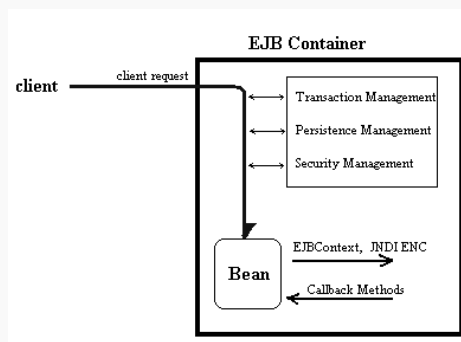 EJB Container
client request
client
Transaction Management
Persistence Management
Security Management
EJBContext, JNDI ENC
Bean
Callback Methods